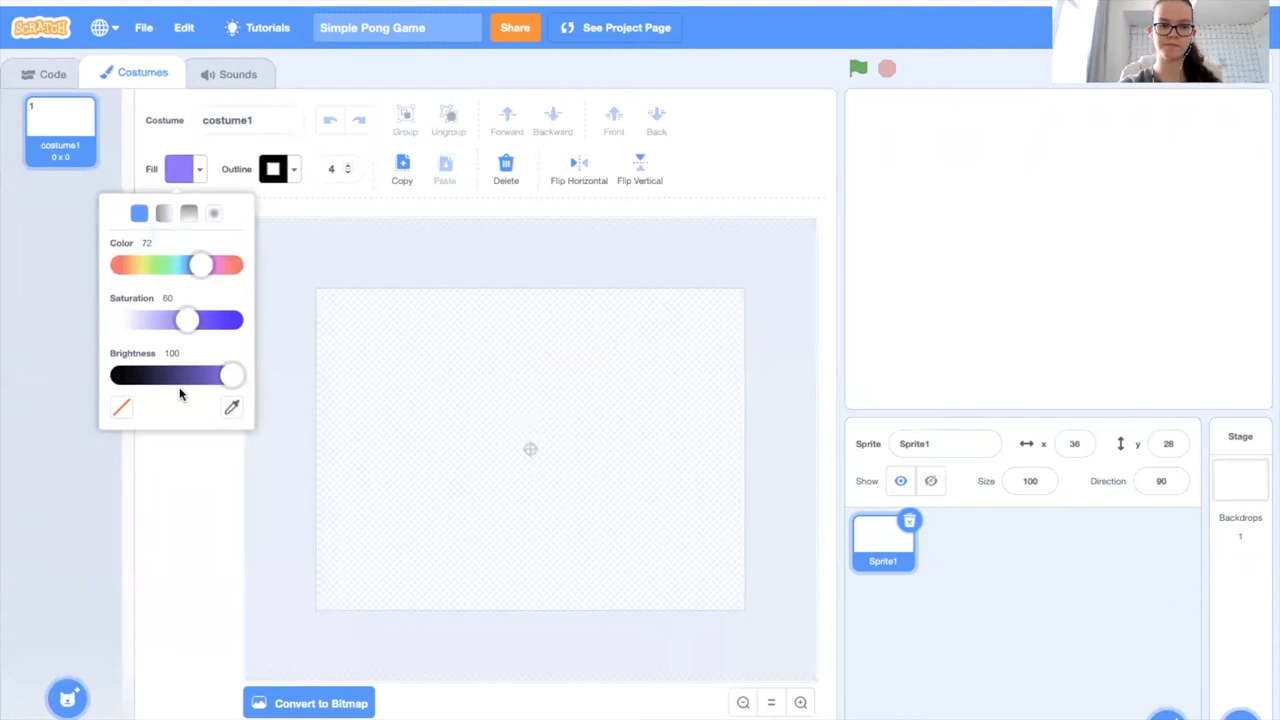 SCRATCH File Edit Tutorials Simple Pong Game Share See Project Page
Code Costumes Sounds
1
costume1
0 x 0
Costume costume1
Group Ungroup Forward Backward Front Back
Fill Outline 4
Copy Paste Delete Flip Horizontal Flip Vertical
Color 72
Saturation 60
Brightness 100
Convert to Bitmap
Sprite Sprite1 x 36 y 28
Show Size 100 Direction 90
Sprite1
Stage
Backdrops
1